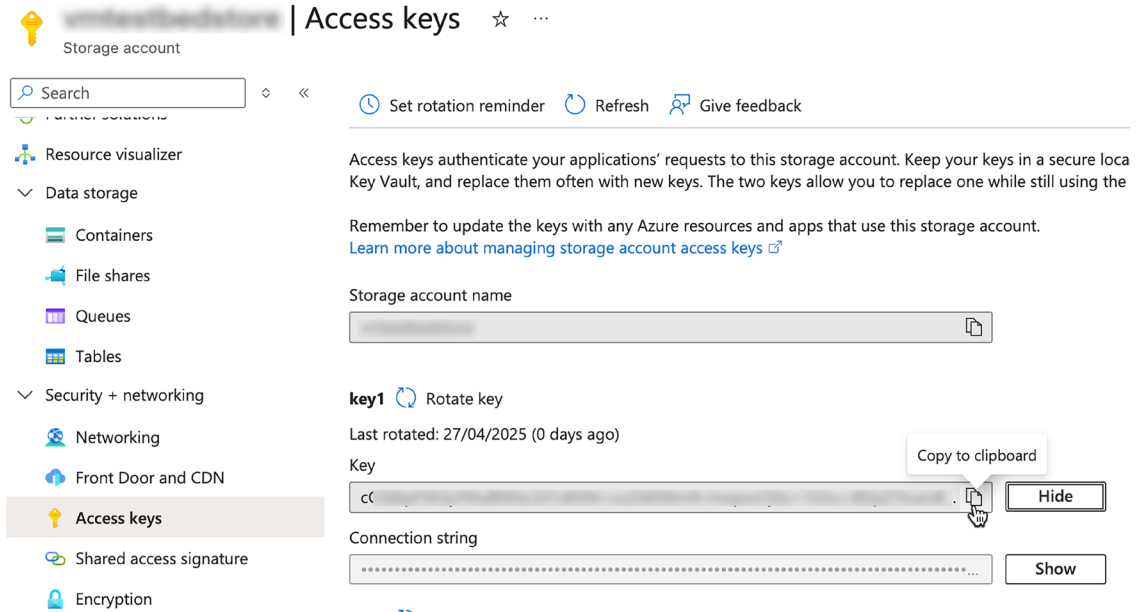 | Access keys
Storage account
Search
Partner solutions
Resource visualizer
Data storage
Containers
File shares
Queues
Tables
Security + networking
Networking
Front Door and CDN
Access keys
Shared access signature
Encryption
Set rotation reminder
Refresh
Give feedback
Access keys authenticate your applications’ requests to this storage account. Keep your keys in a secure loca
Key Vault, and replace them often with new keys. The two keys allow you to replace one while still using the
Remember to update the keys with any Azure resources and apps that use this storage account.
Learn more about managing storage account access keys
Storage account name
key1 Rotate key
Last rotated: 27/04/2025 (0 days ago)
Copy to clipboard
Key
Hide
Connection string
Show